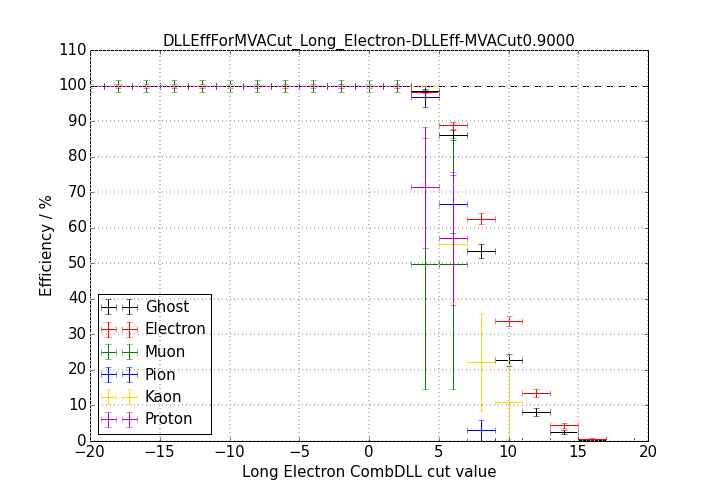 DLLEffForMVACut_Long_Electron-DLLEff-MVACut0.9000
110
100
90
80
70
60
50
40
30
20
10
0
Efficiency / %
Ghost
Electron
Muon
Pion
Kaon
Proton
−20 −15 −10 −5 0 5 10 15 20
Long Electron CombDLL cut value